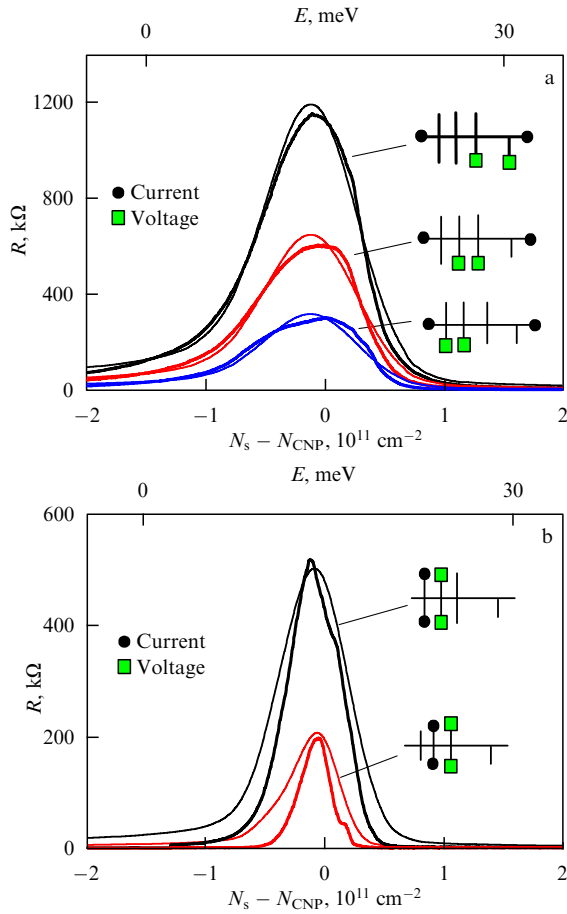 E, meV
0 30
a
1200
800
400
0
R, kΩ
Current
Voltage
−2 −1 0 1 2
Ns − NCNP, 10¹¹ cm⁻²
E, meV
0 30
b
600
400
200
0
R, kΩ
Current
Voltage
−2 −1 0 1 2
Ns − NCNP, 10¹¹ cm⁻²